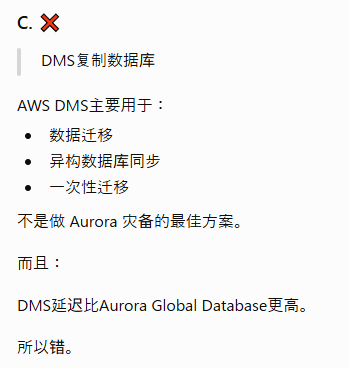 C. ❌
DMS复制数据库
AWS DMS主要用于：
• 数据迁移
• 异构数据库同步
• 一次性迁移
不是做 Aurora 灾备的最佳方案。
而且：
DMS延迟比Aurora Global Database更高。
所以错。